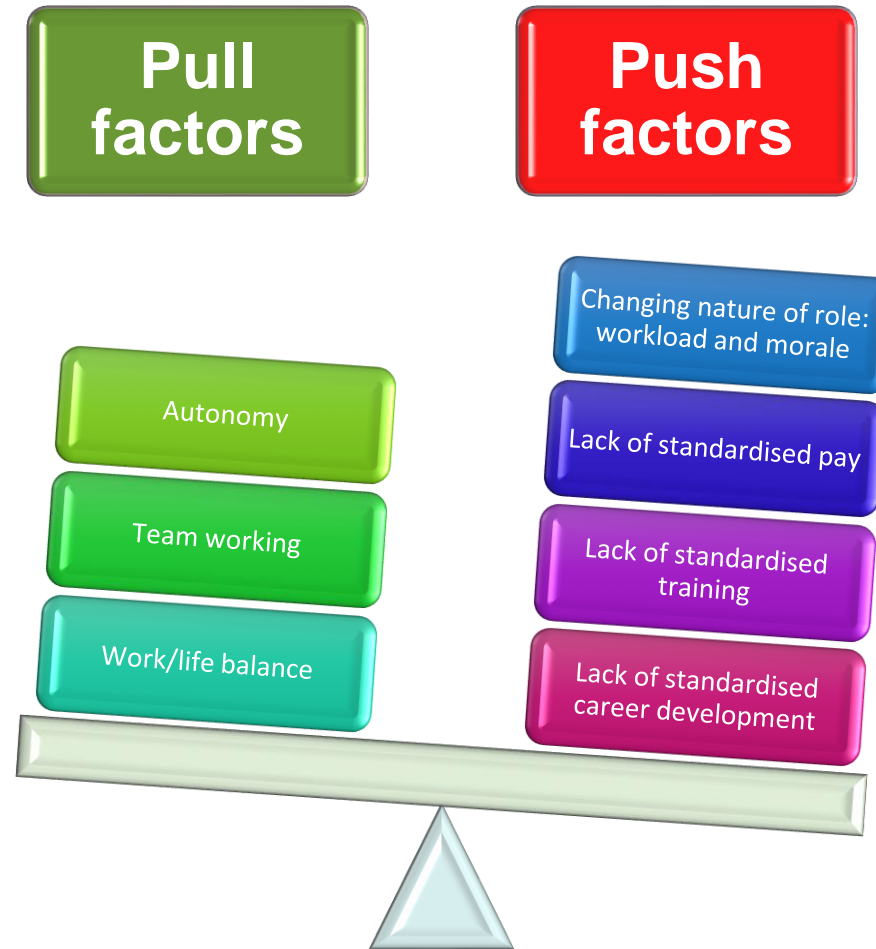 Pull
factors
Push
factors
Autonomy
Team working
Work/life balance
Changing nature of role:
workload and morale
Lack of standardised pay
Lack of standardised
training
Lack of standardised
career development